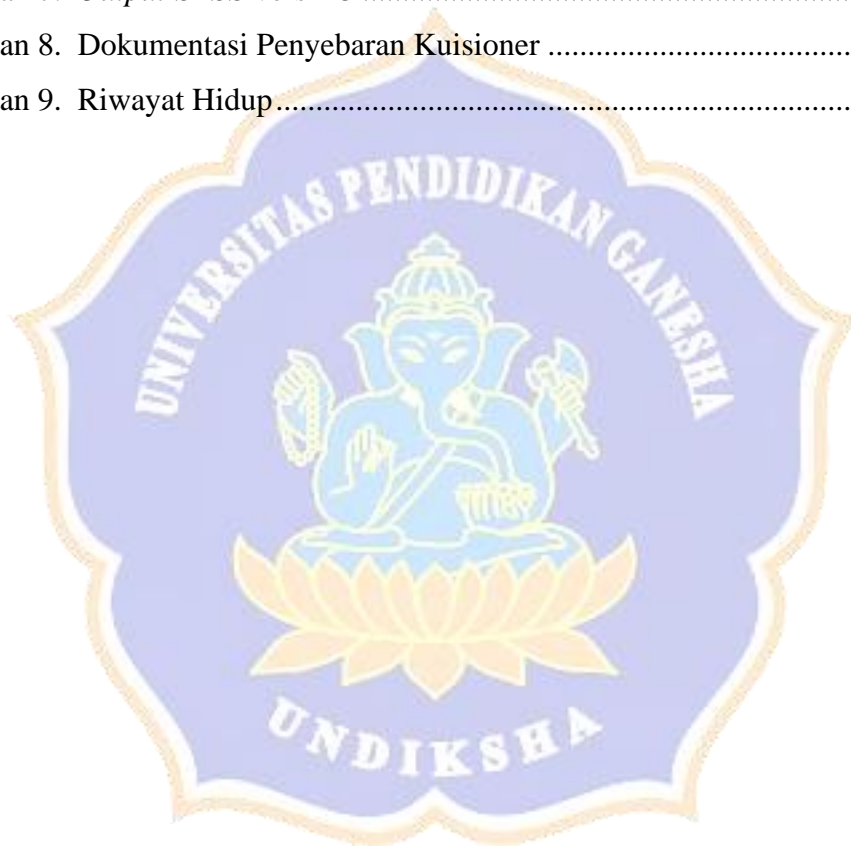 an 8. Dokumentasi Penyebaran Kuisioner ......................................
an 9. Riwayat Hidup........................................................................
UNIVERSITAS PENDIDIKAN GANESHA
UNDIKSHA